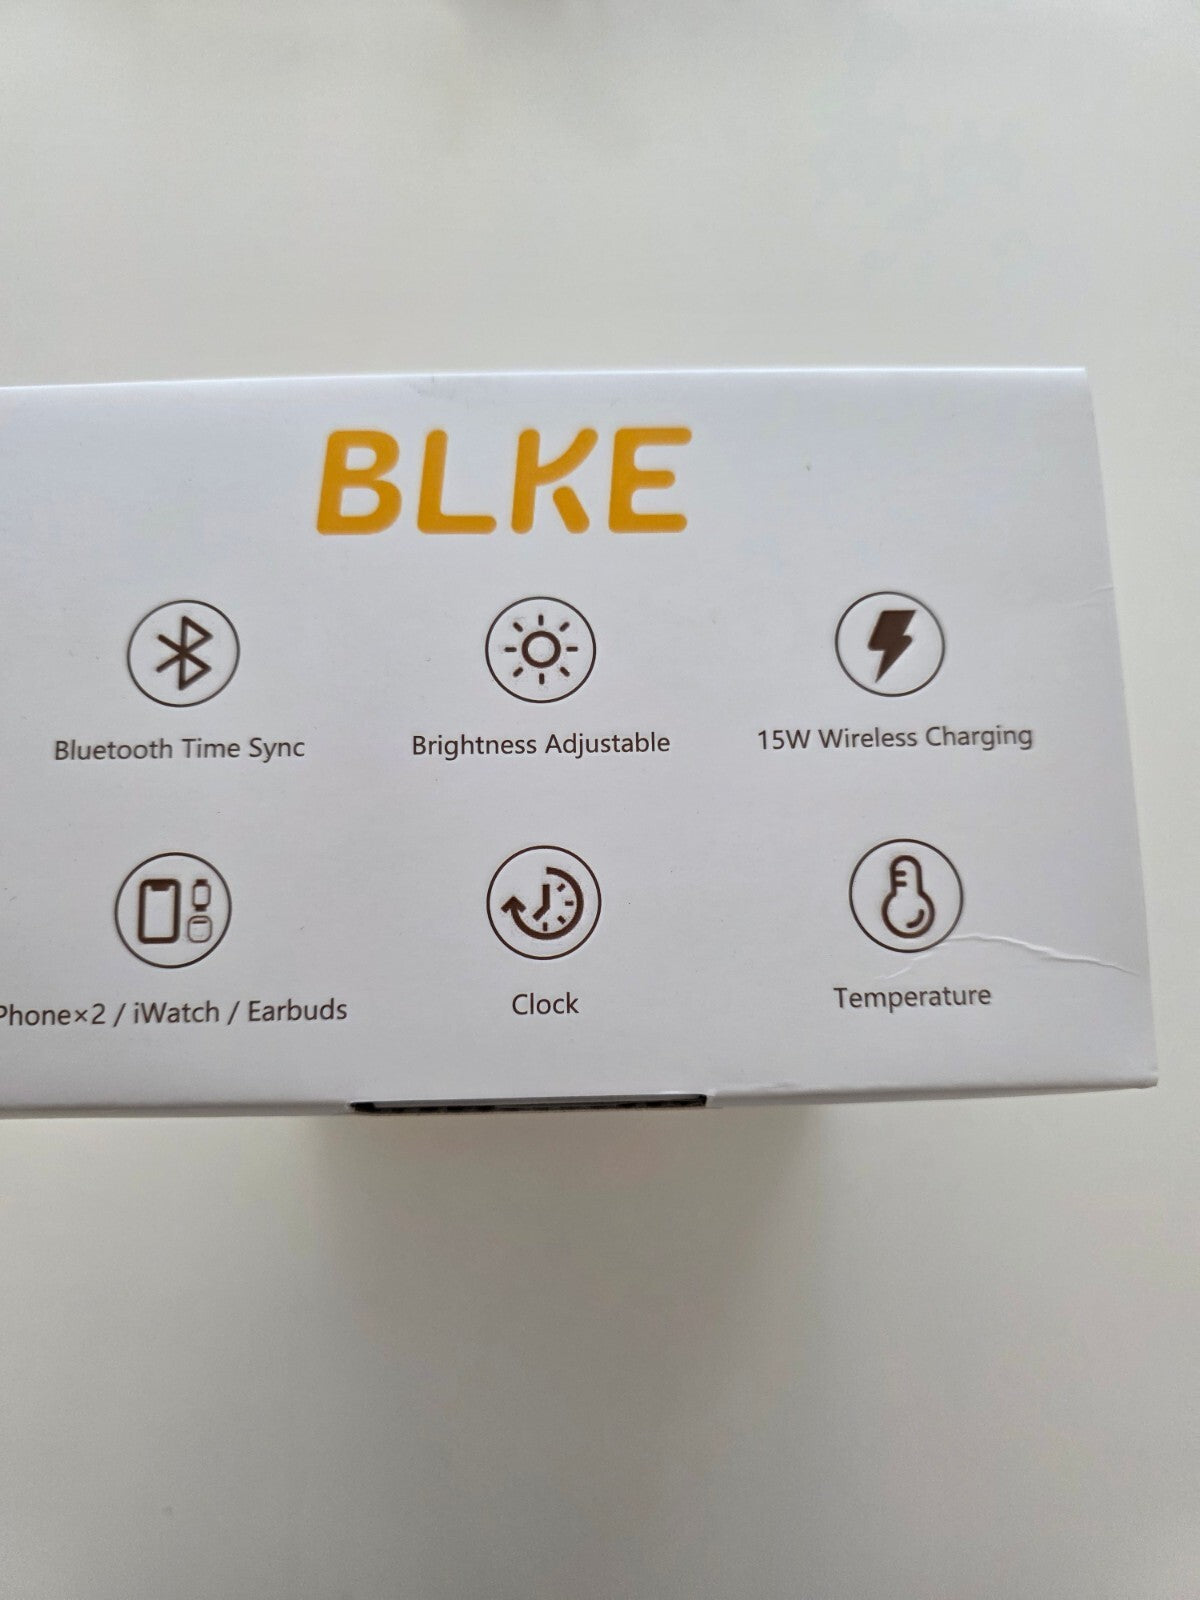 BLKE
Bluetooth Time Sync
Brightness Adjustable
15W Wireless Charging
Phone×2 / iWatch / Earbuds
Clock
Temperature